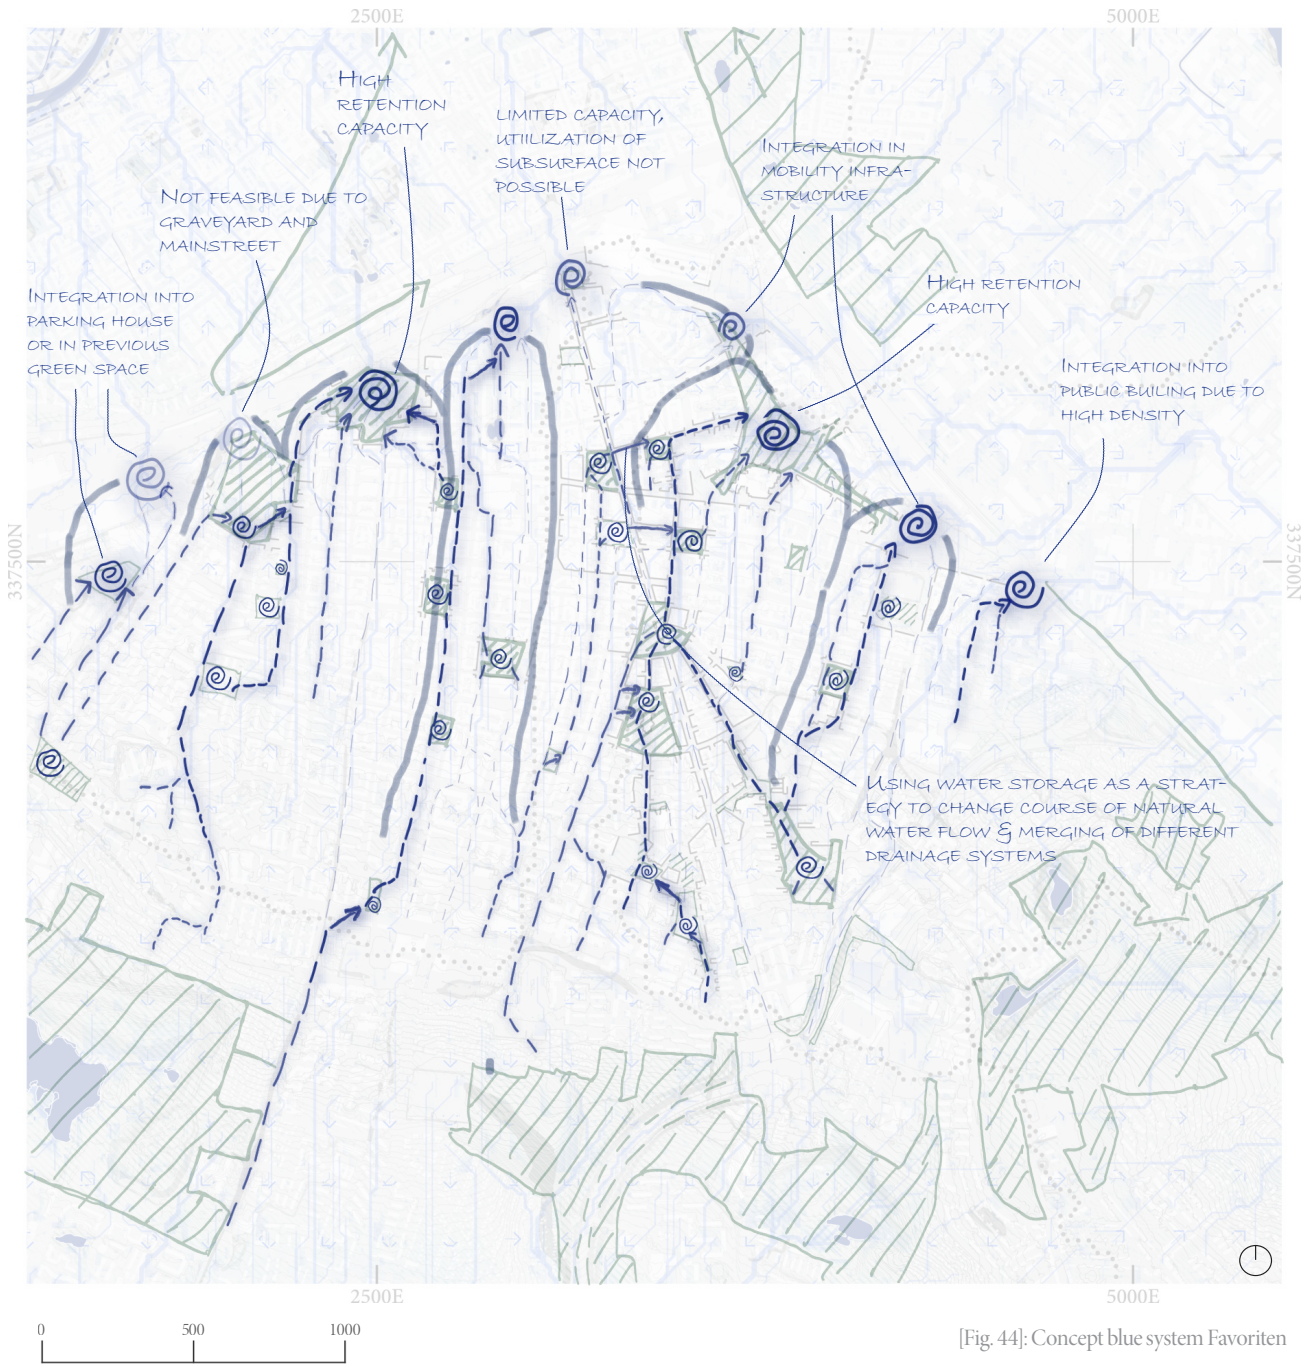 2500E
5000E
High
retention
capacity
limited capacity,
utiilization of
subsurface not
possible
Integration in
mobility infra-
structure
Not feasible due to
graveyard and
mainstreet
High retention
capacity
Integration into
parking house
or in previous
green space
Integration into
public builing due to
high density
337500N
337500N
Using water storage as a strat-
egy to change course of natural
water flow & merging of different
drainage systems
2500E
5000E
0
500
1000
[Fig. 44]: Concept blue system Favoriten